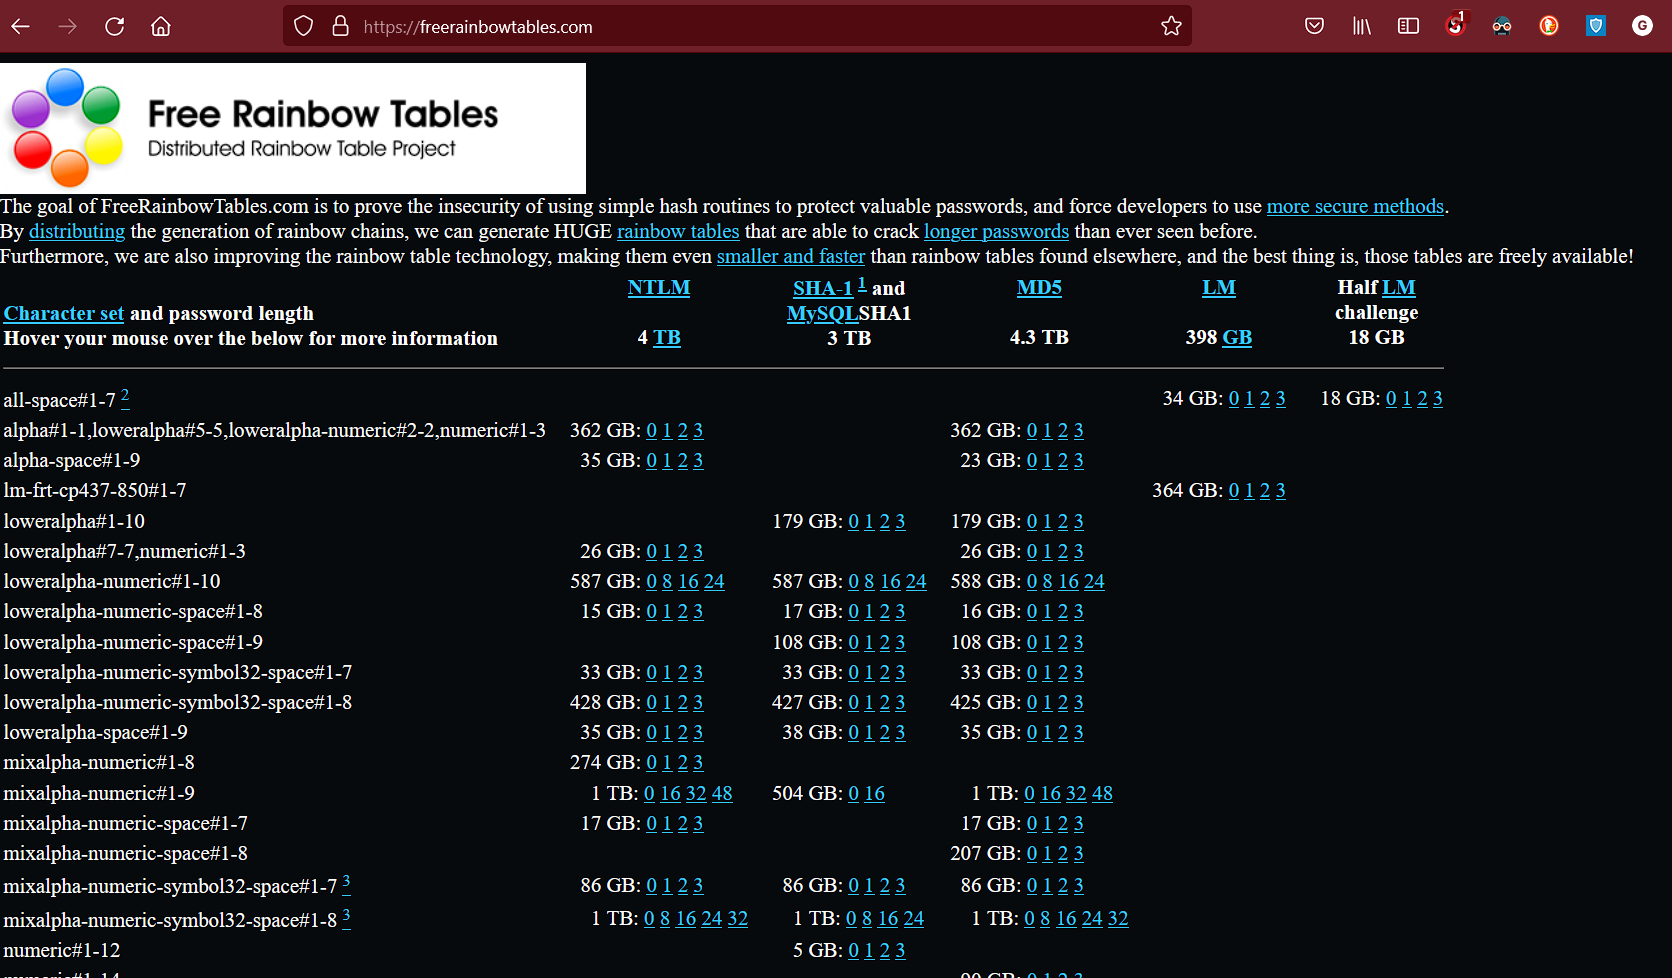 https://freerainbowtables.com
1
G
Free Rainbow Tables
Distributed Rainbow Table Project
The goal of FreeRainbowTables.com is to prove the insecurity of using simple hash routines to protect valuable passwords, and force developers to use more secure methods.
By distributing the generation of rainbow chains, we can generate HUGE rainbow tables that are able to crack longer passwords than ever seen before.
Furthermore, we are also improving the rainbow table technology, making them even smaller and faster than rainbow tables found elsewhere, and the best thing is, those tables are freely available!
NTLM SHA-1 1 and MD5 LM Half LM
Character set and password length MySQLSHA1 challenge
Hover your mouse over the below for more information 4 TB 3 TB 4.3 TB 398 GB 18 GB
all-space#1-7 2 34 GB: 0 1 2 3 18 GB: 0 1 2 3
alpha#1-1,loweralpha#5-5,loweralpha-numeric#2-2,numeric#1-3 362 GB: 0 1 2 3 362 GB: 0 1 2 3
alpha-space#1-9 35 GB: 0 1 2 3 23 GB: 0 1 2 3
lm-frt-cp437-850#1-7 364 GB: 0 1 2 3
loweralpha#1-10 179 GB: 0 1 2 3 179 GB: 0 1 2 3
loweralpha#7-7,numeric#1-3 26 GB: 0 1 2 3 26 GB: 0 1 2 3
loweralpha-numeric#1-10 587 GB: 0 8 16 24 587 GB: 0 8 16 24 588 GB: 0 8 16 24
loweralpha-numeric-space#1-8 15 GB: 0 1 2 3 17 GB: 0 1 2 3 16 GB: 0 1 2 3
loweralpha-numeric-space#1-9 108 GB: 0 1 2 3 108 GB: 0 1 2 3
loweralpha-numeric-symbol32-space#1-7 33 GB: 0 1 2 3 33 GB: 0 1 2 3 33 GB: 0 1 2 3
loweralpha-numeric-symbol32-space#1-8 428 GB: 0 1 2 3 427 GB: 0 1 2 3 425 GB: 0 1 2 3
loweralpha-space#1-9 35 GB: 0 1 2 3 38 GB: 0 1 2 3 35 GB: 0 1 2 3
mixalpha-numeric#1-8 274 GB: 0 1 2 3
mixalpha-numeric#1-9 1 TB: 0 16 32 48 504 GB: 0 16 1 TB: 0 16 32 48
mixalpha-numeric-space#1-7 17 GB: 0 1 2 3 17 GB: 0 1 2 3
mixalpha-numeric-space#1-8 207 GB: 0 1 2 3
mixalpha-numeric-symbol32-space#1-7 3 86 GB: 0 1 2 3 86 GB: 0 1 2 3 86 GB: 0 1 2 3
mixalpha-numeric-symbol32-space#1-8 3 1 TB: 0 8 16 24 32 1 TB: 0 8 16 24 1 TB: 0 8 16 24 32
numeric#1-12 5 GB: 0 1 2 3
numeric#1-14 90 GB: 0 1 2 3